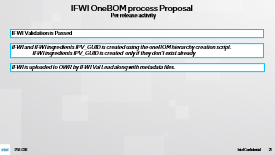 IFWI OneBOM process Proposal
Per release activity
IFWI Validation is Passed
IFWI and IFWI ingredients IPV_GUID is created using the oneBOM hierarchy creation script.
IFWI ingredients IPV_GUID is created only if they don't exist already
IFWI is uploaded to OWR by IFWI Val Lead along with metadata files.
intel
Intel Confidential